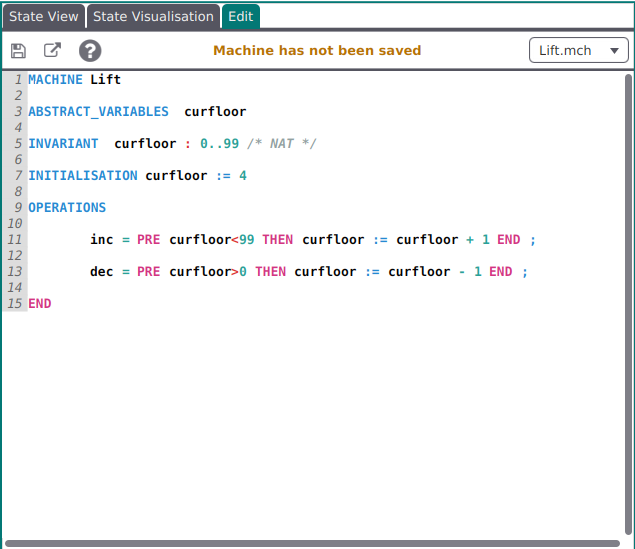 State View State Visualisation Edit
? Machine has not been saved Lift.mch
1 MACHINE Lift
2
3 ABSTRACT_VARIABLES  curfloor
4
5 INVARIANT  curfloor : 0..99 /* NAT */
6
7 INITIALISATION curfloor := 4
8
9 OPERATIONS
10
11         inc = PRE curfloor<99 THEN curfloor := curfloor + 1 END ;
12
13         dec = PRE curfloor>0 THEN curfloor := curfloor - 1 END ;
14
15 END